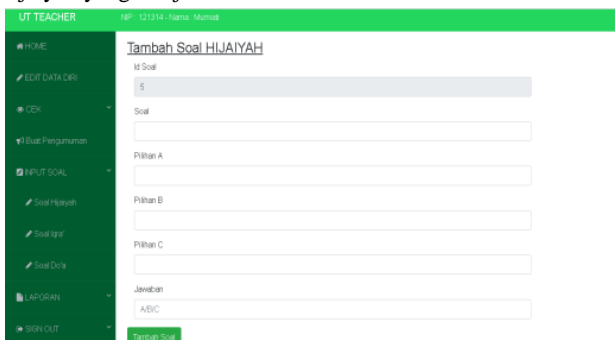 UT TEACHER
NIP : 121314 - Nama : Murniati
HOME
EDIT DATA DIRI
CEK
Buat Pengumuman
INPUT SOAL
Soal Hijaiyah
Soal Iqra'
Soal Do'a
LAPORAN
SIGN OUT
Tambah Soal HIJAIYAH
Id Soal
5
Soal
Pilihan A
Pilihan B
Pilihan C
Jawaban
A/B/C
Tambah Soal